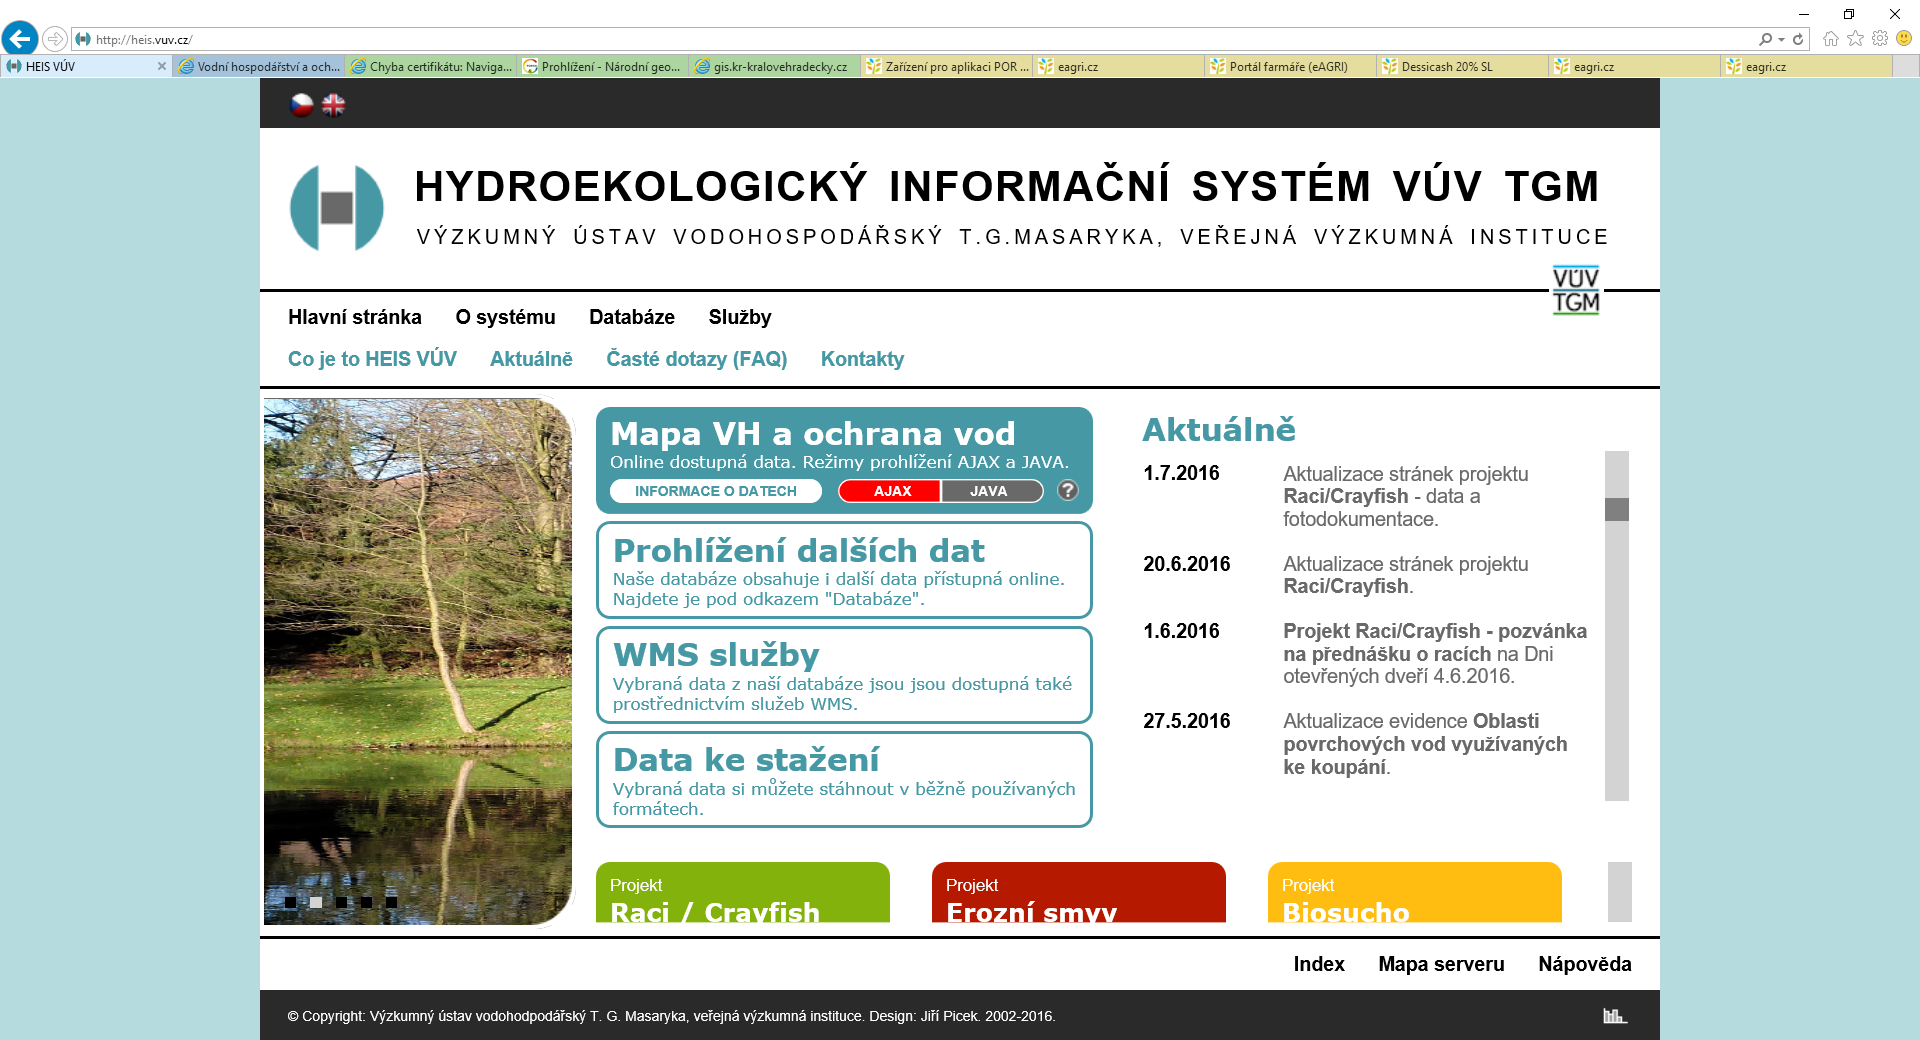 http://heis.vuv.cz/
HEIS VÚV
Vodní hospodářství a och...
Chyba certifikátu: Naviga...
Prohlížení - Národní geo...
gis.kr-kralovehradecky.cz
Zařízení pro aplikaci POR ...
eagri.cz
Portál farmáře (eAGRI)
Dessicash 20% SL
eagri.cz
eagri.cz
HYDROEKOLOGICKÝ INFORMAČNÍ SYSTÉM VÚV TGM
VÝZKUMNÝ ÚSTAV VODOHOSPODÁŘSKÝ T.G.MASARYKA, VEŘEJNÁ VÝZKUMNÁ INSTITUCE
VÚV
TGM
Hlavní stránka O systému Databáze Služby
Co je to HEIS VÚV Aktuálně Časté dotazy (FAQ) Kontakty
Mapa VH a ochrana vod
Online dostupná data. Režimy prohlížení AJAX a JAVA.
INFORMACE O DATECH AJAX JAVA ?
Prohlížení dalších dat
Naše databáze obsahuje i další data přístupná online.
Najdete je pod odkazem "Databáze".
WMS služby
Vybraná data z naší databáze jsou jsou dostupná také
prostřednictvím služeb WMS.
Data ke stažení
Vybraná data si můžete stáhnout v běžně používaných
formátech.
Aktuálně
1.7.2016 Aktualizace stránek projektu
Raci/Crayfish - data a
fotodokumentace.
20.6.2016 Aktualizace stránek projektu
Raci/Crayfish.
1.6.2016 Projekt Raci/Crayfish - pozvánka
na přednášku o racích na Dni
otevřených dveří 4.6.2016.
27.5.2016 Aktualizace evidence Oblasti
povrchových vod využívaných
ke koupání.
Projekt
Raci / Crayfish
Projekt
Erozní smyv
Projekt
Biosucho
Index Mapa serveru Nápověda
© Copyright: Výzkumný ústav vodohodpodářský T. G. Masaryka, veřejná výzkumná instituce. Design: Jiří Picek. 2002-2016.